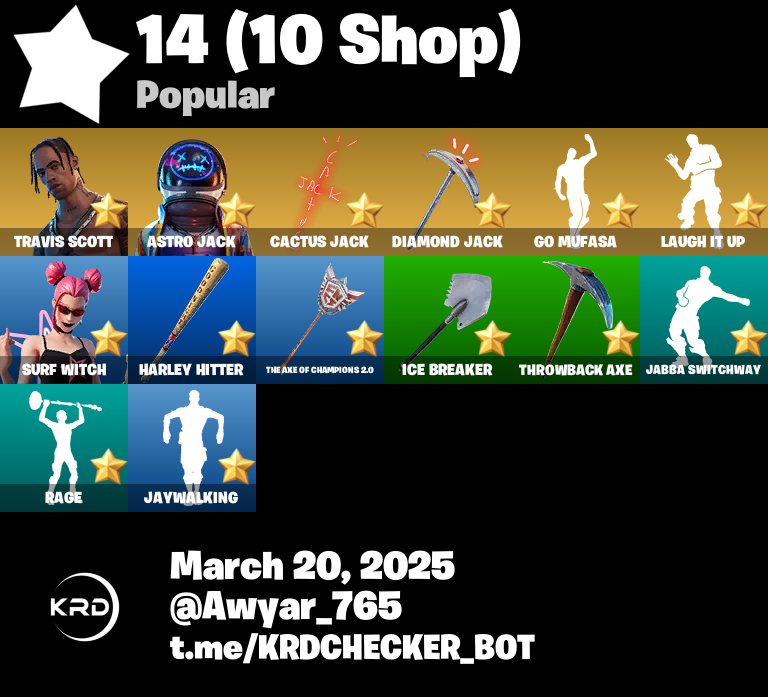 14 (10 Shop)
Popular
TRAVIS SCOTT
ASTRO JACK
CACTUS JACK
DIAMOND JACK
GO MUFASA
LAUGH IT UP
SURF WITCH
HARLEY HITTER
THE AXE OF CHAMPIONS 2.0
ICE BREAKER
THROWBACK AXE
JABBA SWITCHWAY
RAGE
JAYWALKING
KRD
March 20, 2025
@Awyar_765
t.me/KRDCHECKER_BOT